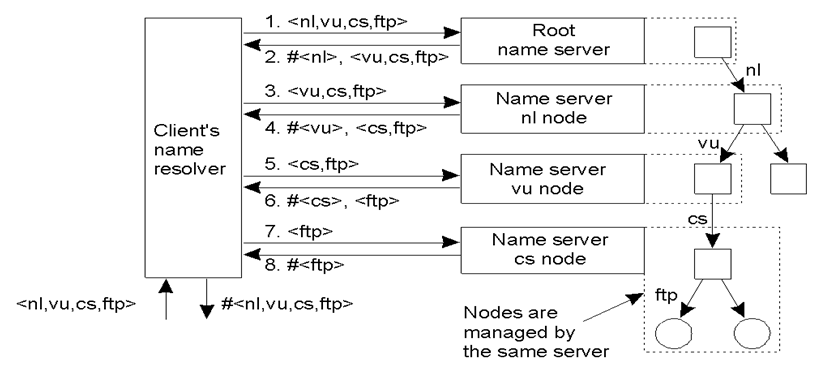 1. <nl,vu,cs,ftp>
Root
name server
2. #<nl>, <vu,cs,ftp>
nl
3. <vu,cs,ftp>
Name server
nl node
4. #<vu>, <cs,ftp>
Client's
name
resolver
vu
5. <cs,ftp>
Name server
vu node
6. #<cs>, <ftp>
cs
7. <ftp>
Name server
cs node
8. #<ftp>
ftp
<nl,vu,cs,ftp>
#<nl,vu,cs,ftp>
Nodes are
managed by
the same server